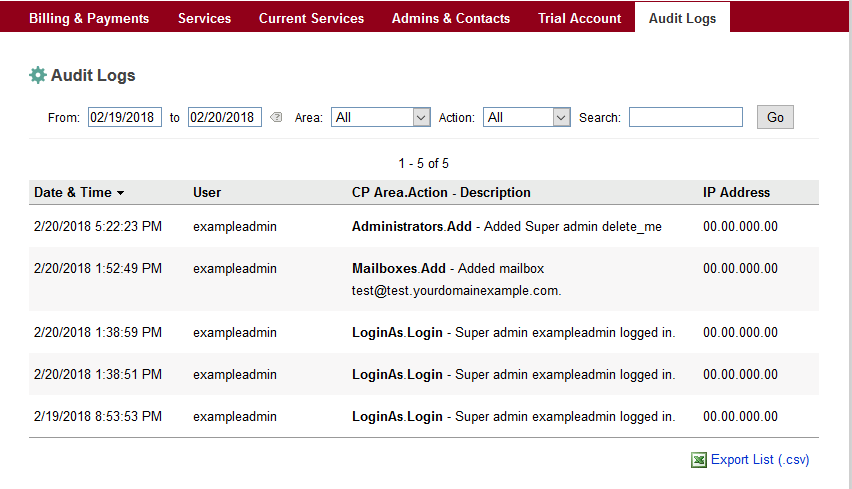 Billing & Payments Services Current Services Admins & Contacts Trial Account Audit Logs
Audit Logs
From: 02/19/2018 to 02/20/2018 ? Area: All Action: All Search: Go
1 - 5 of 5
Date & Time User CP Area.Action - Description IP Address
2/20/2018 5:22:23 PM exampleadmin Administrators.Add - Added Super admin delete_me 00.00.000.00
2/20/2018 1:52:49 PM exampleadmin Mailboxes.Add - Added mailbox 00.00.000.00
test@test.yourdomainexample.com.
2/20/2018 1:38:59 PM exampleadmin LoginAs.Login - Super admin exampleadmin logged in. 00.00.000.00
2/20/2018 1:38:51 PM exampleadmin LoginAs.Login - Super admin exampleadmin logged in. 00.00.000.00
2/19/2018 8:53:53 PM exampleadmin LoginAs.Login - Super admin exampleadmin logged in. 00.00.000.00
Export List (.csv)